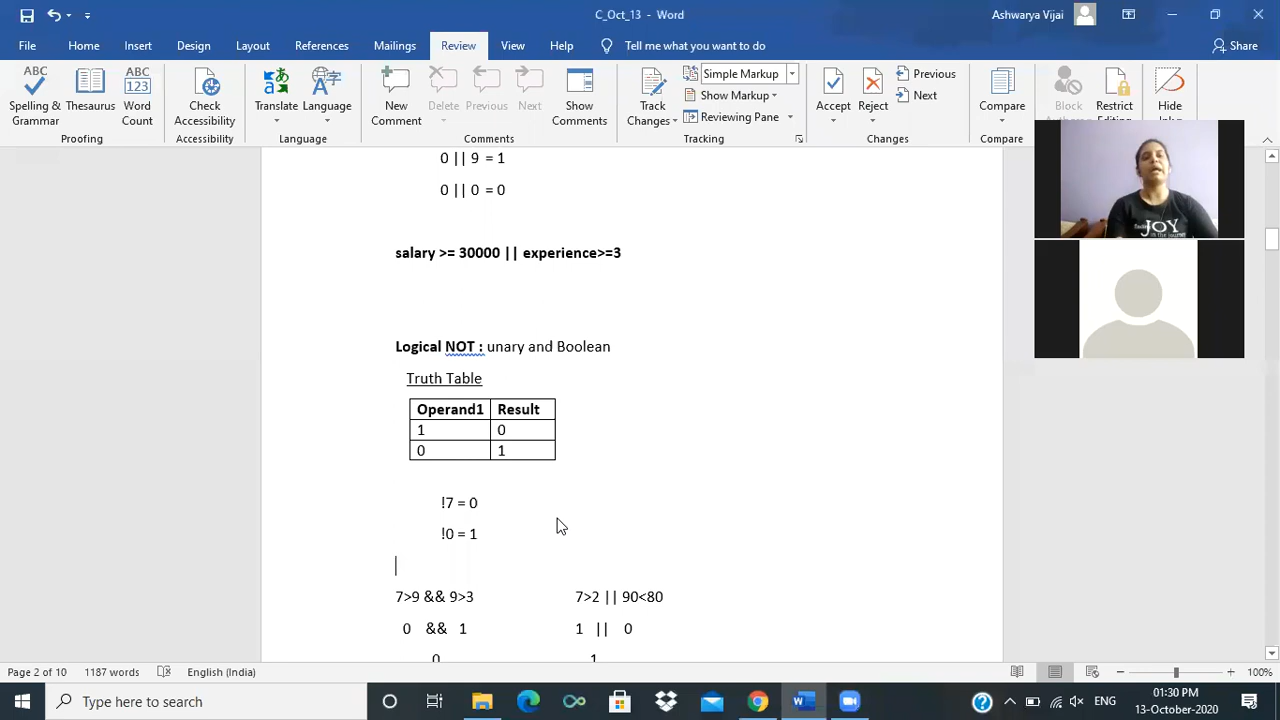 C_Oct_13 - Word
Ashwarya Vijai
File Home Insert Draw Design Layout References Mailings Review View Help Tell me what you want to do Share
Spelling & Grammar Thesaurus Word Count Check Accessibility Translate Language New Comment Delete Previous Next Show Comments Track Changes Simple Markup Show Markup Reviewing Pane Accept Reject Previous Next Compare Block Restrict Editing Hide
Proofing Accessibility Language Comments Tracking Changes Compare
JOY
0 || 9 = 1
0 || 0 = 0
salary >= 30000 || experience>=3
Logical NOT : unary and Boolean
Truth Table
Operand1 Result
1 0
0 1
!7 = 0
!0 = 1
7>9 && 9>3 7>2 || 90<80
0 && 1 1 || 0
0 1
Page 2 of 10 1187 words English (India) 100%
Type here to search ENG 01:30 PM
13-October-2020